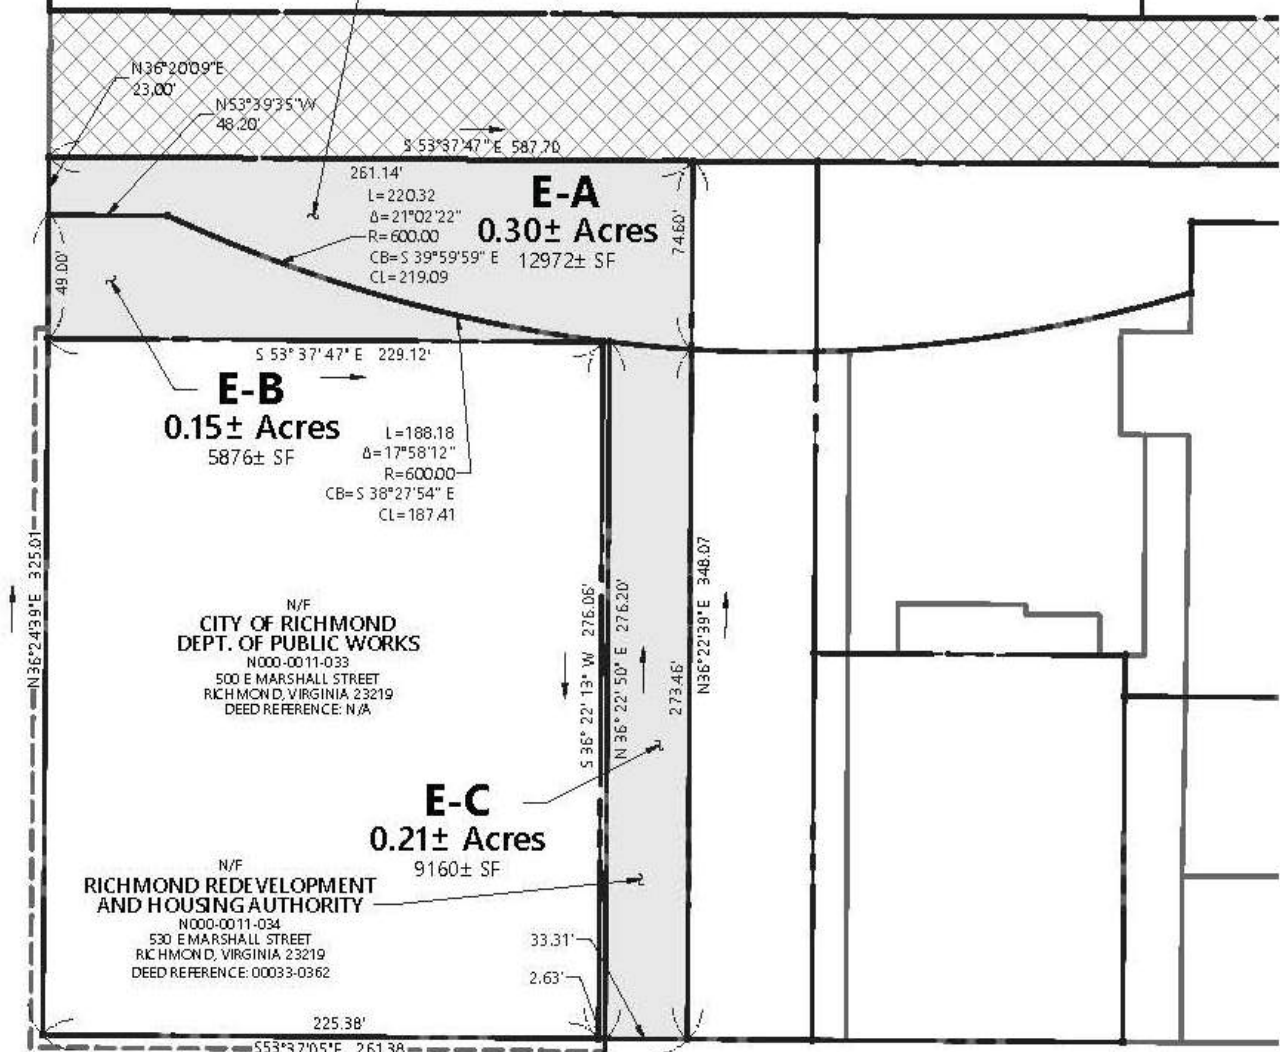 N36°20'09"E
23.00'
N53°39'35"W
48.20'
S 53°37'47" E 587.70
261.14'
L=220.32
Δ=21°02'22"
R=600.00
CB=S 39°59'59" E
CL=219.09
E-A
0.30± Acres
12972± SF
74.60'
49.00'
S 53°37'47" E 229.12'
E-B
0.15± Acres
5876± SF
L=188.18
Δ=17°58'12"
R=600.00
CB=S 38°27'54" E
CL=187.41
N36°24'39"E 325.01
N/F
CITY OF RICHMOND
DEPT. OF PUBLIC WORKS
N000-0011-033
500 E MARSHALL STREET
RICHMOND, VIRGINIA 23219
DEED REFERENCE: N/A
S 36° 22' 13" W 276.06'
N 36° 22' 50" E 276.20'
273.46'
N36°22'39"E 348.07
E-C
0.21± Acres
9160± SF
N/F
RICHMOND REDEVELOPMENT
AND HOUSING AUTHORITY
N000-0011-034
530 E MARSHALL STREET
RICHMOND, VIRGINIA 23219
DEED REFERENCE: 00033-0362
33.31'
2.63'
225.38'
S53°37'05"E 261.38